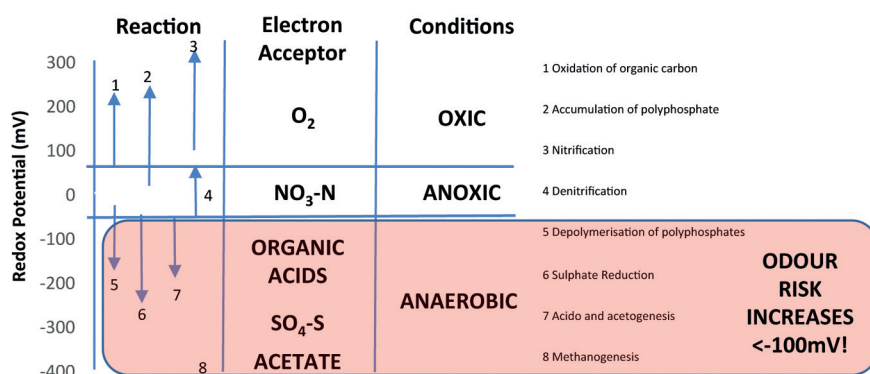 Reaction
Electron
Acceptor
Conditions
Redox Potential (mV)
300
200
100
0
-100
-200
-300
-400
1
2
3
4
5
6
7
8
O2
NO3-N
ORGANIC
ACIDS
SO4-S
ACETATE
OXIC
ANOXIC
ANAEROBIC
1 Oxidation of organic carbon
2 Accumulation of polyphosphate
3 Nitrification
4 Denitrification
5 Depolymerisation of polyphosphates
6 Sulphate Reduction
7 Acido and acetogenesis
8 Methanogenesis
ODOUR
RISK
INCREASES
<-100mV!